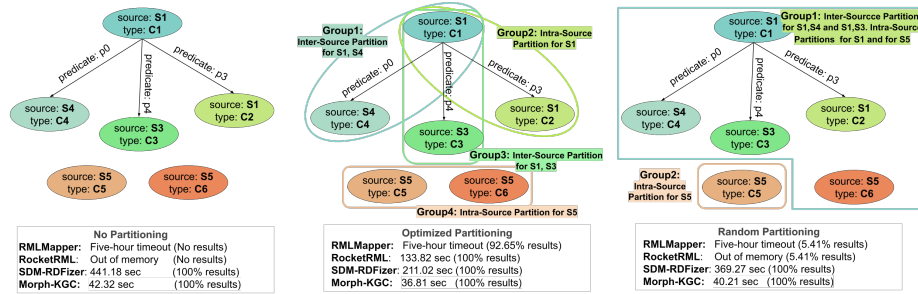 source: S1
type: C1
predicate: p0
predicate: p4
predicate: p3
source: S4
type: C4
source: S3
type: C3
source: S1
type: C2
source: S5
type: C5
source: S5
type: C6
No Partitioning
RMLMapper: Five-hour timeout (No results)
RocketRML: Out of memory (No results)
SDM-RDFizer: 441.18 sec (100% results)
Morph-KGC: 42.32 sec (100% results)
Group1:
Inter-Source Partition
for S1, S4
source: S1
type: C1
Group2: Intra-Source
Partition for S1
predicate: p0
predicate: p4
predicate: p3
source: S4
type: C4
source: S3
type: C3
source: S1
type: C2
Group3: Inter-Source Partition
for S1, S3
source: S5
type: C5
source: S5
type: C6
Group4: Intra-Source Partition for S5
Optimized Partitioning
RMLMapper: Five-hour timeout (92.65% results)
RocketRML: 133.82 sec (100% results)
SDM-RDFizer: 211.02 sec (100% results)
Morph-KGC: 36.81 sec (100% results)
source: S1
type: C1
Group1: Inter-Source Partition
for S1,S4 and S1,S3. Intra-Source
Partitions for S1 and for S5
predicate: p0
predicate: p4
predicate: p3
source: S4
type: C4
source: S3
type: C3
source: S1
type: C2
Group2:
Intra-Source
Partition for S5
source: S5
type: C5
source: S5
type: C6
Random Partitioning
RMLMapper: Five-hour timeout (5.41% results)
RocketRML: Out of memory (5.41% results)
SDM-RDFizer: 369.27 sec (100% results)
Morph-KGC: 40.21 sec (100% results)